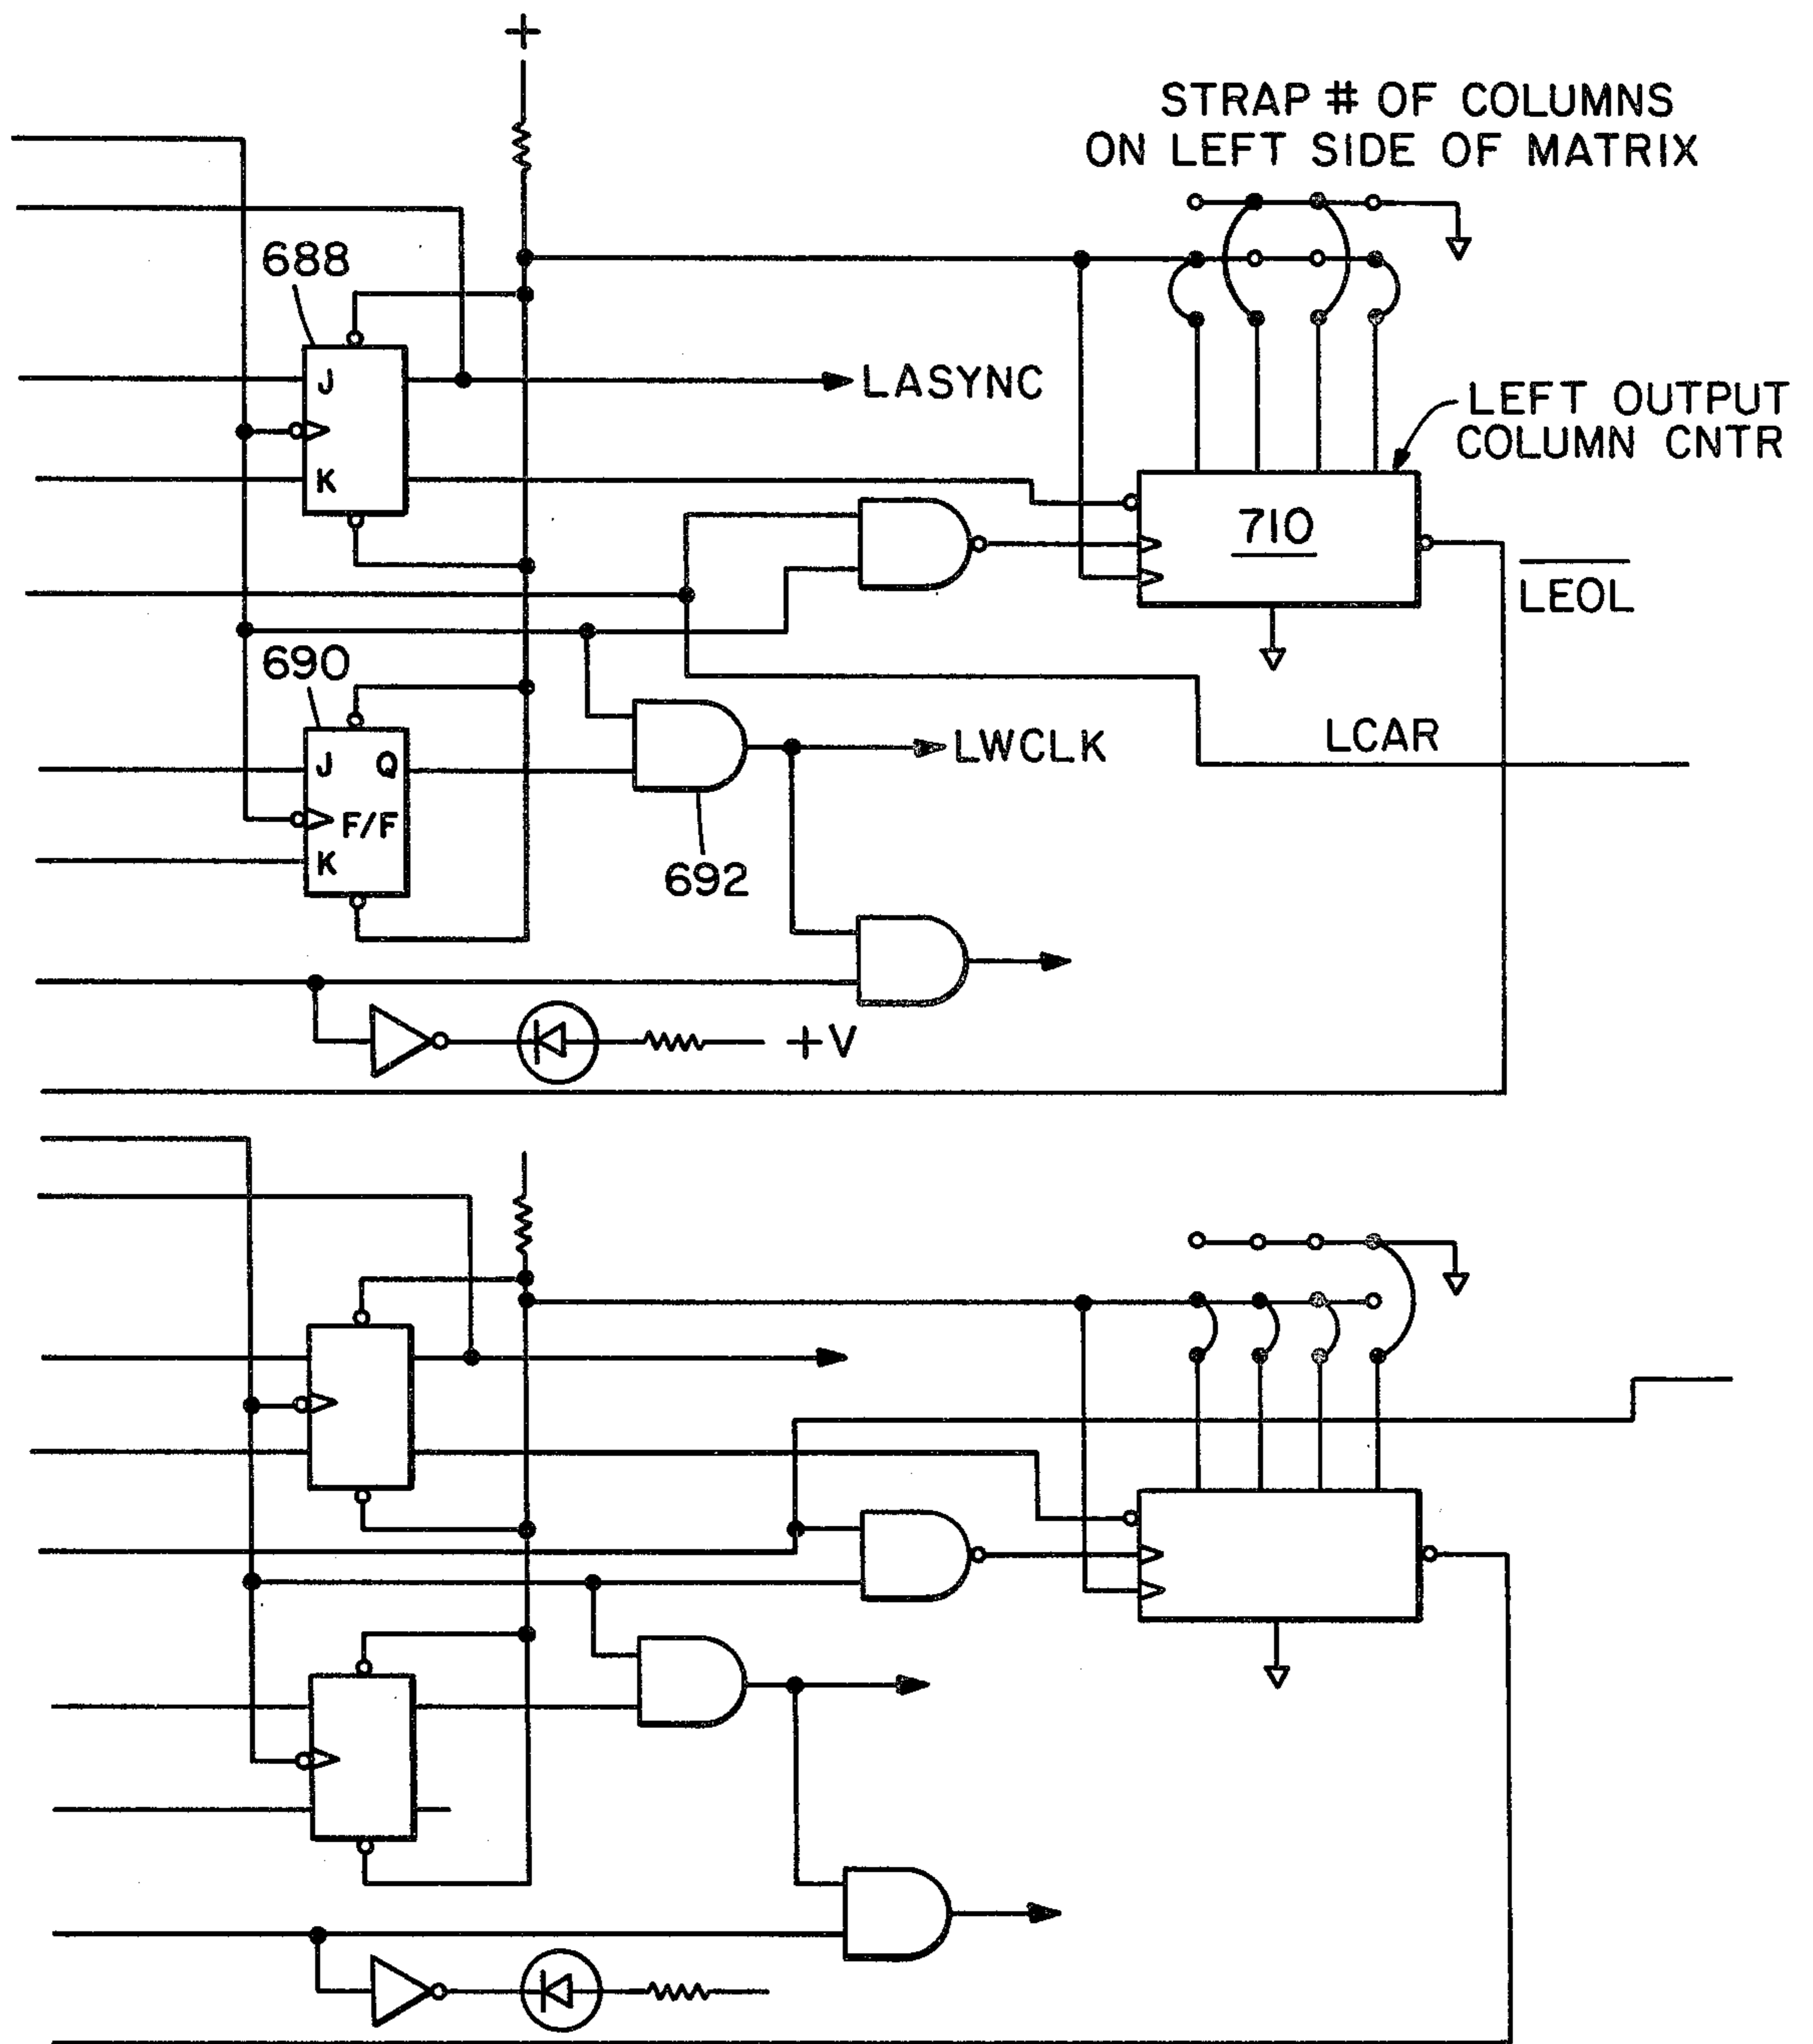 +
STRAP # OF COLUMNS
ON LEFT SIDE OF MATRIX
688
J
LASYNC
LEFT OUTPUT
COLUMN CNTR
K
710
LEOL
690
J Q
LWCLK
LCAR
F/F
K
692
+V